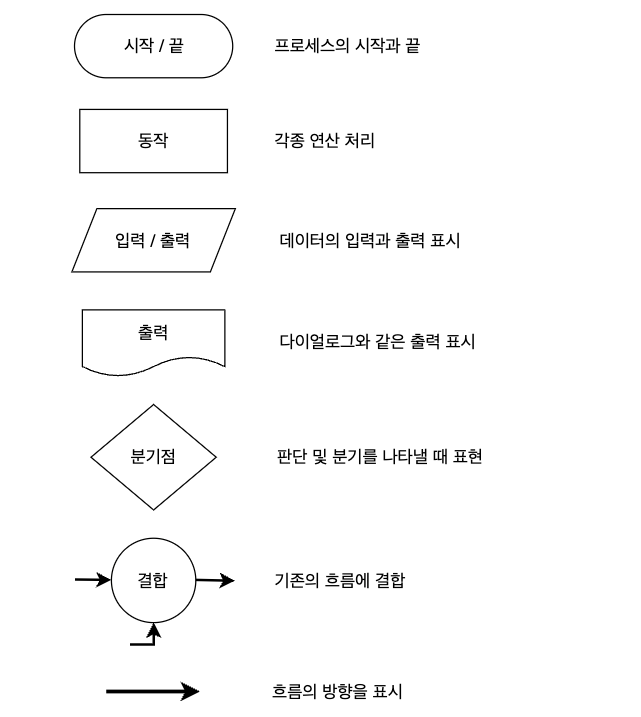 시작 / 끝 프로세스의 시작과 끝
동작 각종 연산 처리
입력 / 출력 데이터의 입력과 출력 표시
출력 다이얼로그와 같은 출력 표시
분기점 판단 및 분기를 나타낼 때 표현
결합 기존의 흐름에 결합
흐름의 방향을 표시